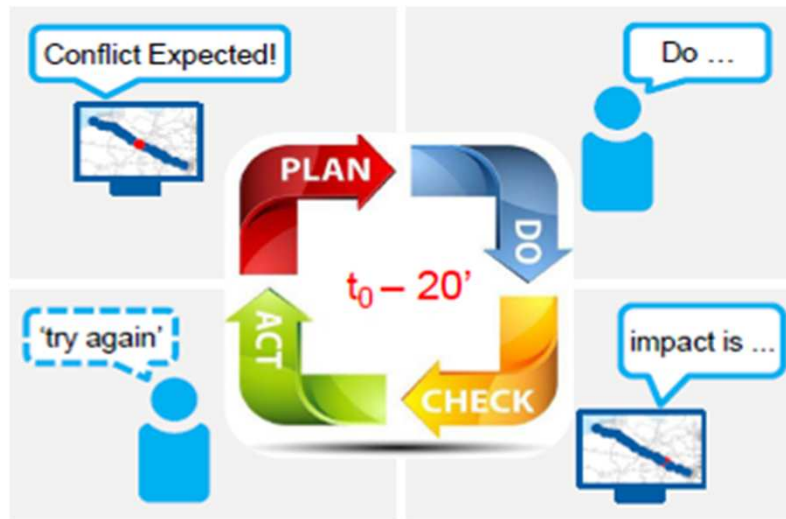 Conflict Expected!
Do ...
PLAN
DO
t₀ – 20’
‘try again’
ACT
CHECK
impact is ...